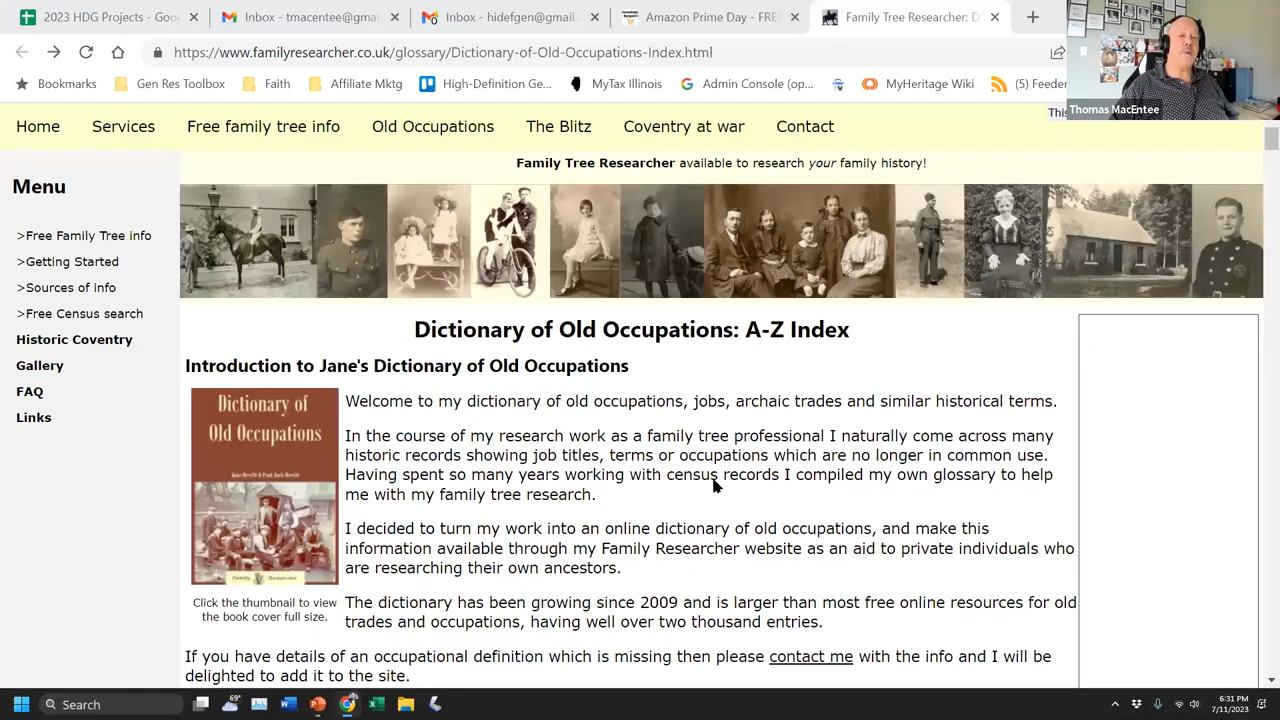 2023 HDG Projects - Goo
Inbox - tmacentee@gmai
Inbox - hidefgen@gmail.
Amazon Prime Day - FRE
Family Tree Researcher: D
https://www.familyresearcher.co.uk/glossary/Dictionary-of-Old-Occupations-Index.html
Bookmarks
Gen Res Toolbox
Faith
Affiliate Mktg
High-Definition Ge...
MyTax Illinois
Admin Console (op...
MyHeritage Wiki
(5) Feede
Thomas MacEntee
This
Home
Services
Free family tree info
Old Occupations
The Blitz
Coventry at war
Contact
Family Tree Researcher available to research your family history!
Menu
>Free Family Tree info
>Getting Started
>Sources of info
>Free Census search
Historic Coventry
Gallery
FAQ
Links
Dictionary of Old Occupations: A-Z Index
Introduction to Jane's Dictionary of Old Occupations
Dictionary of
Old Occupations
Jane Hewitt & Paul Jack Hewitt
Family Researcher
Click the thumbnail to view
the book cover full size.
Welcome to my dictionary of old occupations, jobs, archaic trades and similar historical terms.
In the course of my research work as a family tree professional I naturally come across many
historic records showing job titles, terms or occupations which are no longer in common use.
Having spent so many years working with census records I compiled my own glossary to help
me with my family tree research.
I decided to turn my work into an online dictionary of old occupations, and make this
information available through my Family Researcher website as an aid to private individuals who
are researching their own ancestors.
The dictionary has been growing since 2009 and is larger than most free online resources for old
trades and occupations, having well over two thousand entries.
If you have details of an occupational definition which is missing then please contact me with the info and I will be
delighted to add it to the site.
Search
69°
6:31 PM
7/11/2023